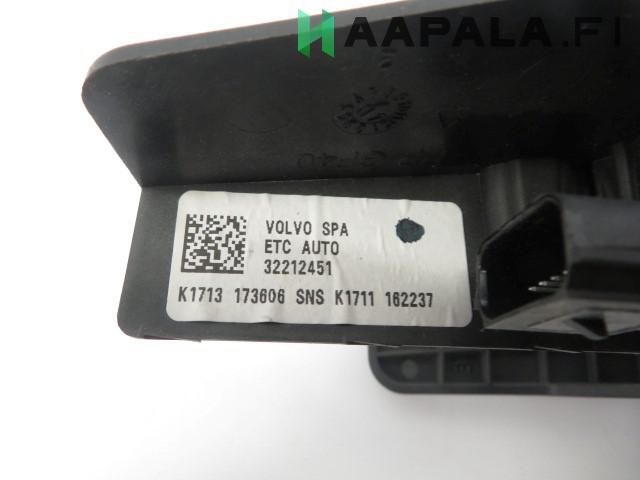 HAAPALA.FI
VOLVO SPA
ETC AUTO
32212451
K1713 173606 SNS K1711 162237